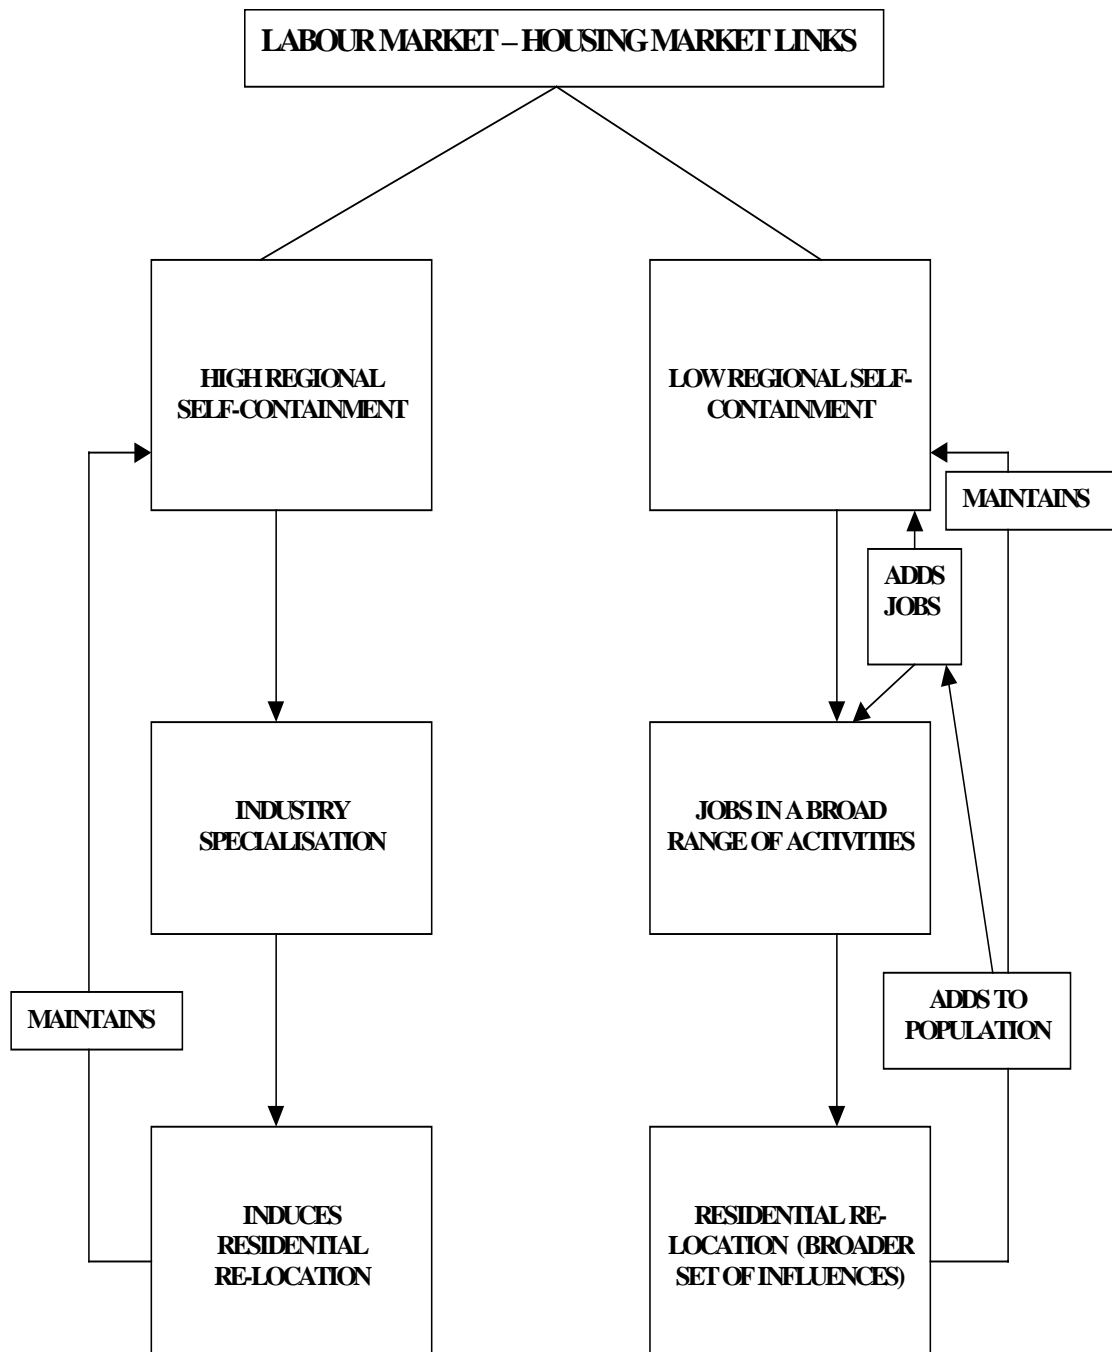 LABOUR MARKET – HOUSING MARKET LINKS
HIGH REGIONAL
SELF-CONTAINMENT
LOW REGIONAL SELF-
CONTAINMENT
MAINTAINS
ADDS
JOBS
INDUSTRY
SPECIALISATION
JOBS IN A BROAD
RANGE OF ACTIVITIES
MAINTAINS
ADDS TO
POPULATION
INDUCES
RESIDENTIAL
RE-LOCATION
RESIDENTIAL RE-
LOCATION (BROADER
SET OF INFLUENCES)